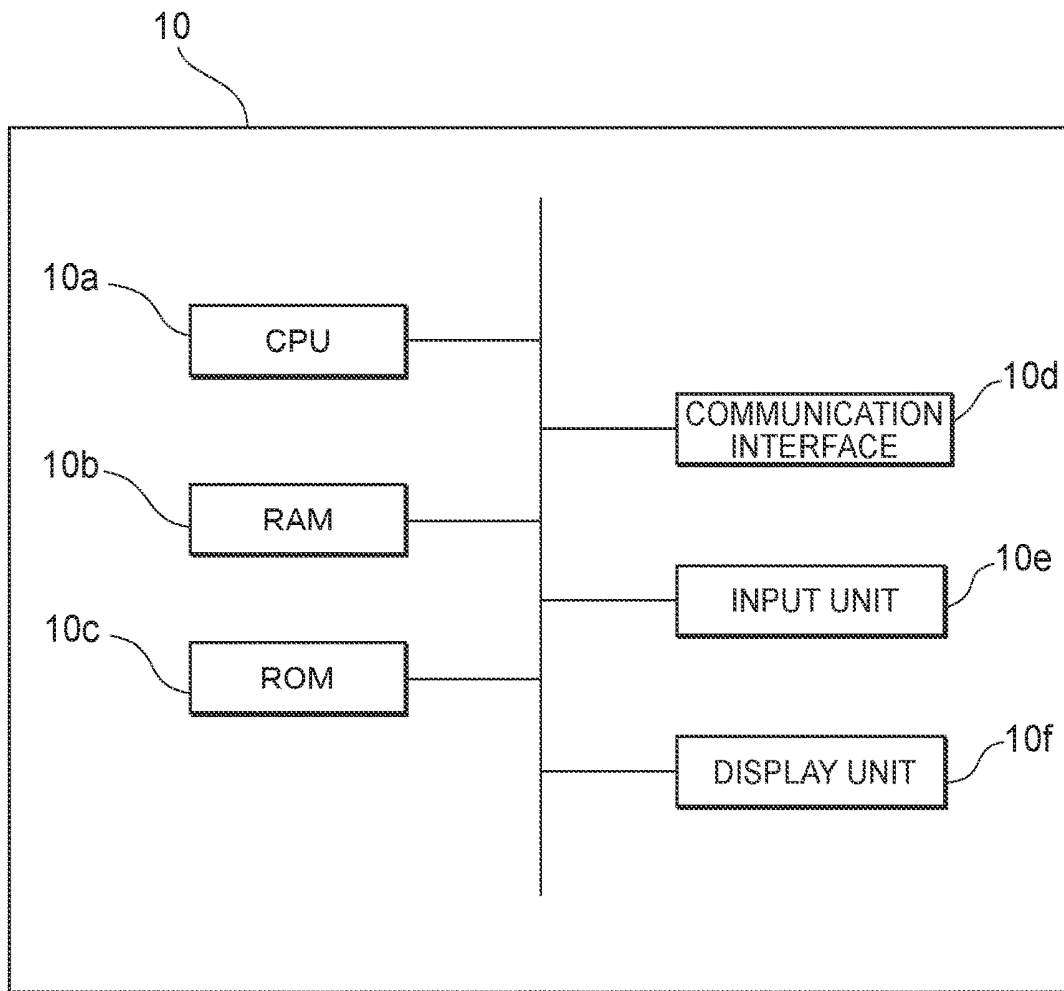 10
10a
CPU
10d
COMMUNICATION
INTERFACE
10b
RAM
10e
INPUT UNIT
10c
ROM
10f
DISPLAY UNIT